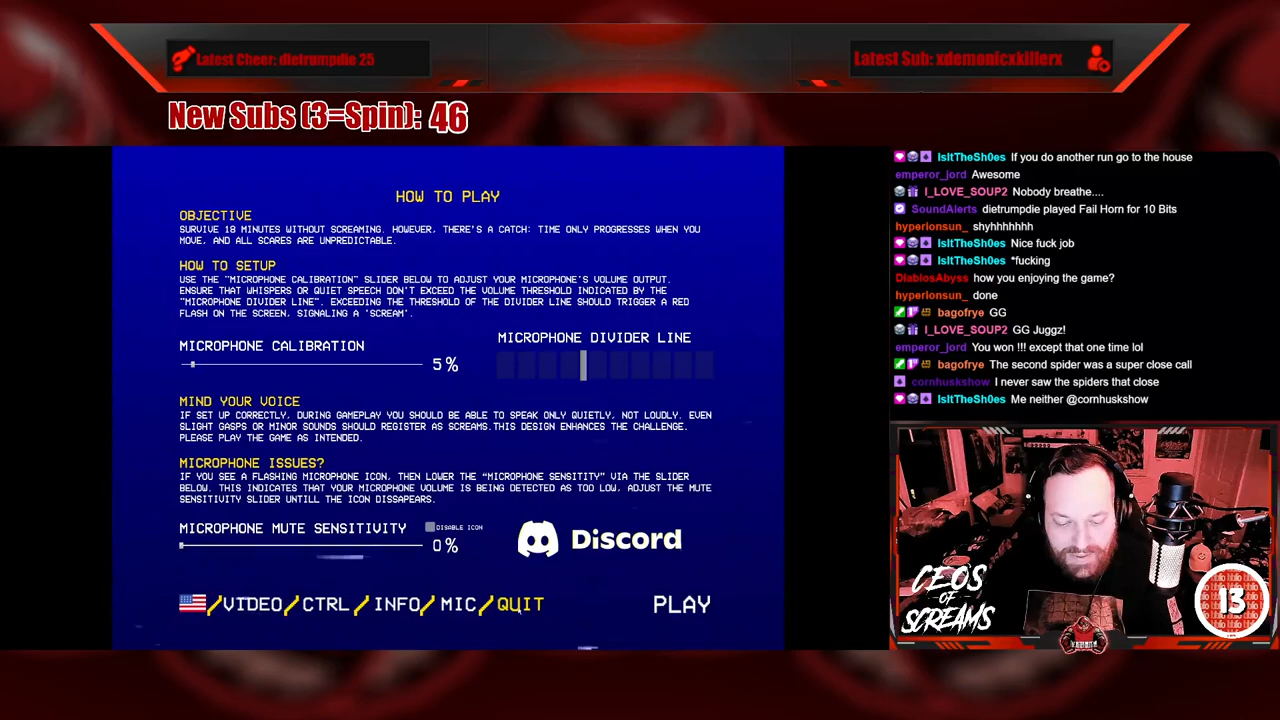 Latest Cheer: dietrumpdie 25
Latest Sub: xdemonicxkillerx
New Subs (3=Spin): 46
HOW TO PLAY
OBJECTIVE
SURVIVE 18 MINUTES WITHOUT SCREAMING. HOWEVER, THERE'S A CATCH: TIME ONLY PROGRESSES WHEN YOU
MOVE, AND ALL SCARES ARE UNPREDICTABLE.
HOW TO SETUP
USE THE "MICROPHONE CALIBRATION" SLIDER BELOW TO ADJUST YOUR MICROPHONE'S VOLUME OUTPUT.
ENSURE THAT WHISPERS OR QUIET SPEECH DON'T EXCEED THE VOLUME THRESHOLD INDICATED BY THE
"MICROPHONE DIVIDER LINE". EXCEEDING THE THRESHOLD OF THE DIVIDER LINE SHOULD TRIGGER A RED
FLASH ON THE SCREEN, SIGNALING A 'SCREAM'.
MICROPHONE CALIBRATION
5%
MICROPHONE DIVIDER LINE
MIND YOUR VOICE
IF SET UP CORRECTLY, DURING GAMEPLAY YOU SHOULD BE ABLE TO SPEAK ONLY QUIETLY, NOT LOUDLY. EVEN
SLIGHT GASPS OR MINOR SOUNDS SHOULD REGISTER AS SCREAMS.THIS DESIGN ENHANCES THE CHALLENGE.
PLEASE PLAY THE GAME AS INTENDED.
MICROPHONE ISSUES?
IF YOU SEE A FLASHING MICROPHONE ICON, THEN LOWER THE "MICROPHONE SENSITITY" VIA THE SLIDER
BELOW. THIS INDICATES THAT YOUR MICROPHONE VOLUME IS BEING DETECTED AS TOO LOW, ADJUST THE MUTE
SENSITIVITY SLIDER UNTILL THE ICON DISSAPEARS.
MICROPHONE MUTE SENSITIVITY
DISABLE ICON
0%
Discord
/VIDEO/CTRL/INFO/MIC/QUIT
PLAY
IsItTheSh0es If you do another run go to the house
emperor_jord Awesome
I_LOVE_SOUP2 Nobody breathe....
SoundAlerts dietrumpdie played Fail Horn for 10 Bits
hyperionsun_ shyhhhhhhh
IsItTheSh0es Nice fuck job
IsItTheSh0es *fucking
DiablosAbyss how you enjoying the game?
hyperionsun_ done
bagofrye GG
I_LOVE_SOUP2 GG Juggz!
emperor_jord You won !!! except that one time lol
bagofrye The second spider was a super close call
cornhuskshow I never saw the spiders that close
IsItTheSh0es Me neither @cornhuskshow
CEOS
OF
SCREAMS
13